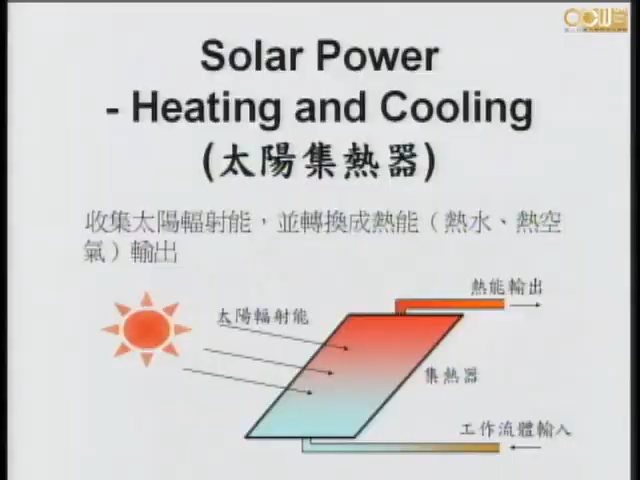 OCW
Solar Power
- Heating and Cooling
(太陽集熱器)
收集太陽輻射能，並轉換成熱能（熱水、熱空
氣）輸出
熱能輸出
太陽輻射能
集熱器
工作流體輸入